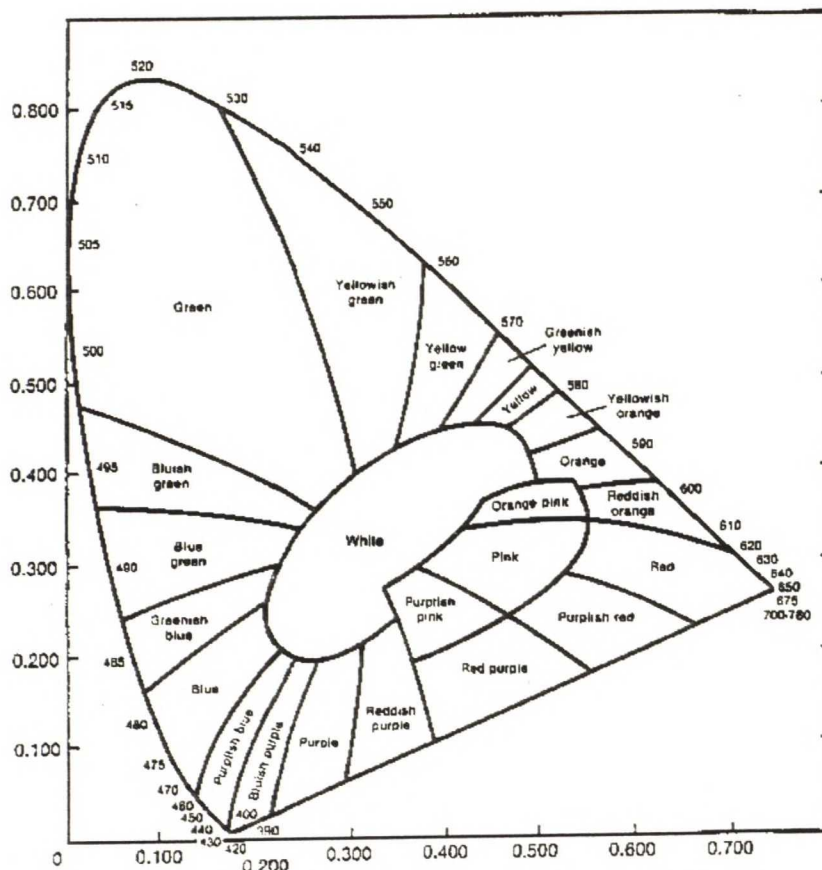 520
515
530
0.800
540
510
0.700
550
505
560
0.600
Yellowish
green
Green
570
Greenish
yellow
500
Yellow
green
0.500
Yellow
580
Yellowish
orange
590
495
Bluish
green
Orange
0.400
600
Orange pink
Reddish
orange
White
610
620
490
Blue
green
Pink
Red
630
640
0.300
650
675
700-780
Greenish
blue
Purplish
pink
Purplish red
485
0.200
Blue
Red purple
480
Purplish blue
Bluish purple
Purple
Reddish
purple
0.100
475
470
460
450
400
440
390
430
420
0
0.100
0.200
0.300
0.400
0.500
0.600
0.700